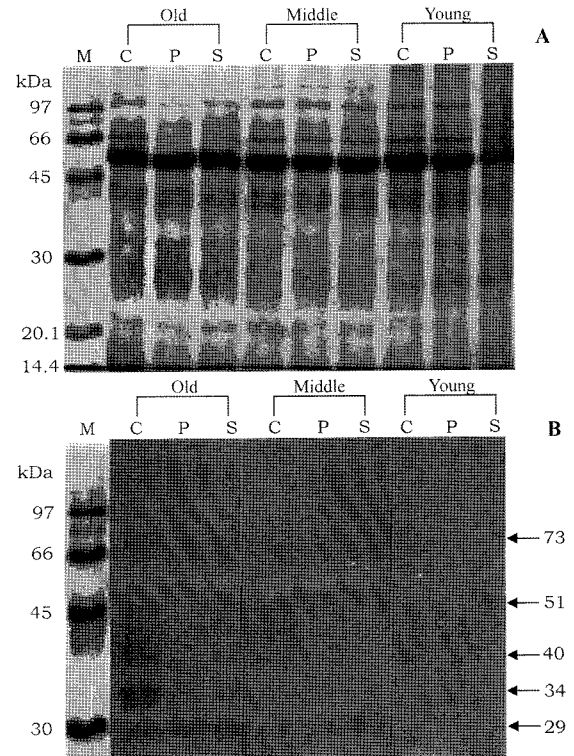 Old Middle Young
A
M C P S C P S C P S
kDa
97
66
45
30
20.1
14.4
Old Middle Young
M C P S C P S C P S
B
kDa
97
73
66
51
45
40
34
30
29